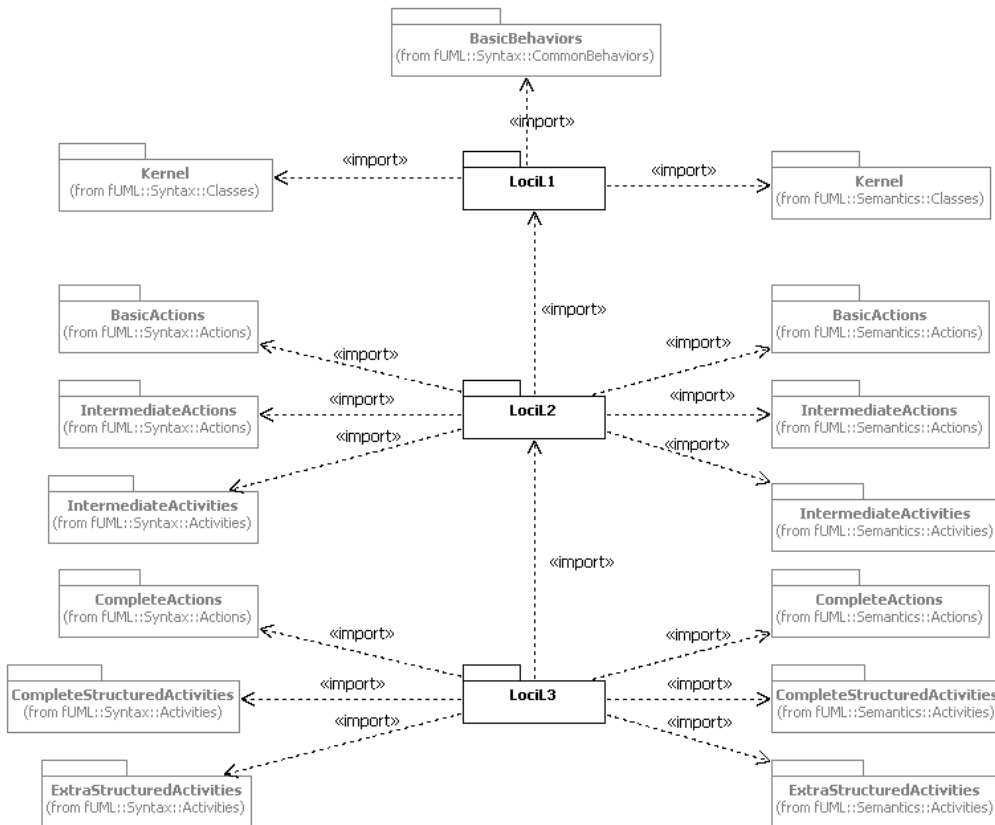 BasicBehaviors
(from fUML::Syntax::CommonBehaviors)
«import»
«import»
«import»
Kernel
(from fUML::Syntax::Classes)
LociL1
Kernel
(from fUML::Semantics::Classes)
«import»
BasicActions
(from fUML::Syntax::Actions)
BasicActions
(from fUML::Semantics::Actions)
«import»
«import»
IntermediateActions
(from fUML::Syntax::Actions)
«import»
LociL2
«import»
IntermediateActions
(from fUML::Semantics::Actions)
«import»
«import»
IntermediateActivities
(from fUML::Syntax::Activities)
IntermediateActivities
(from fUML::Semantics::Activities)
«import»
CompleteActions
(from fUML::Syntax::Actions)
CompleteActions
(from fUML::Semantics::Actions)
«import»
«import»
CompleteStructuredActivities
(from fUML::Syntax::Activities)
«import»
LociL3
«import»
CompleteStructuredActivities
(from fUML::Semantics::Activities)
«import»
«import»
ExtraStructuredActivities
(from fUML::Syntax::Activities)
ExtraStructuredActivities
(from fUML::Semantics::Activities)